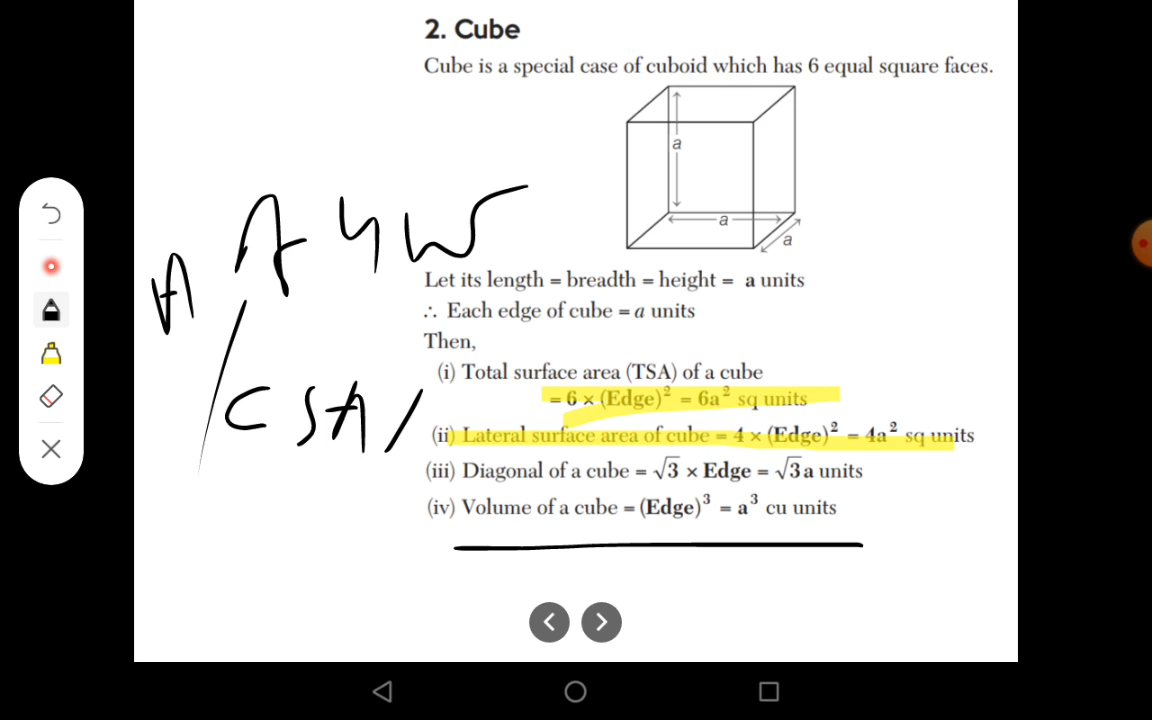 2. Cube
Cube is a special case of cuboid which has 6 equal square faces.
a
a
a
Let its length = breadth = height = a units
∴ Each edge of cube = a units
Then,
(i) Total surface area (TSA) of a cube
= 6 × (Edge)² = 6a² sq units
CSA
(ii) Lateral surface area of cube = 4 × (Edge)² = 4a² sq units
(iii) Diagonal of a cube = √3 × Edge = √3a units
(iv) Volume of a cube = (Edge)³ = a³ cu units